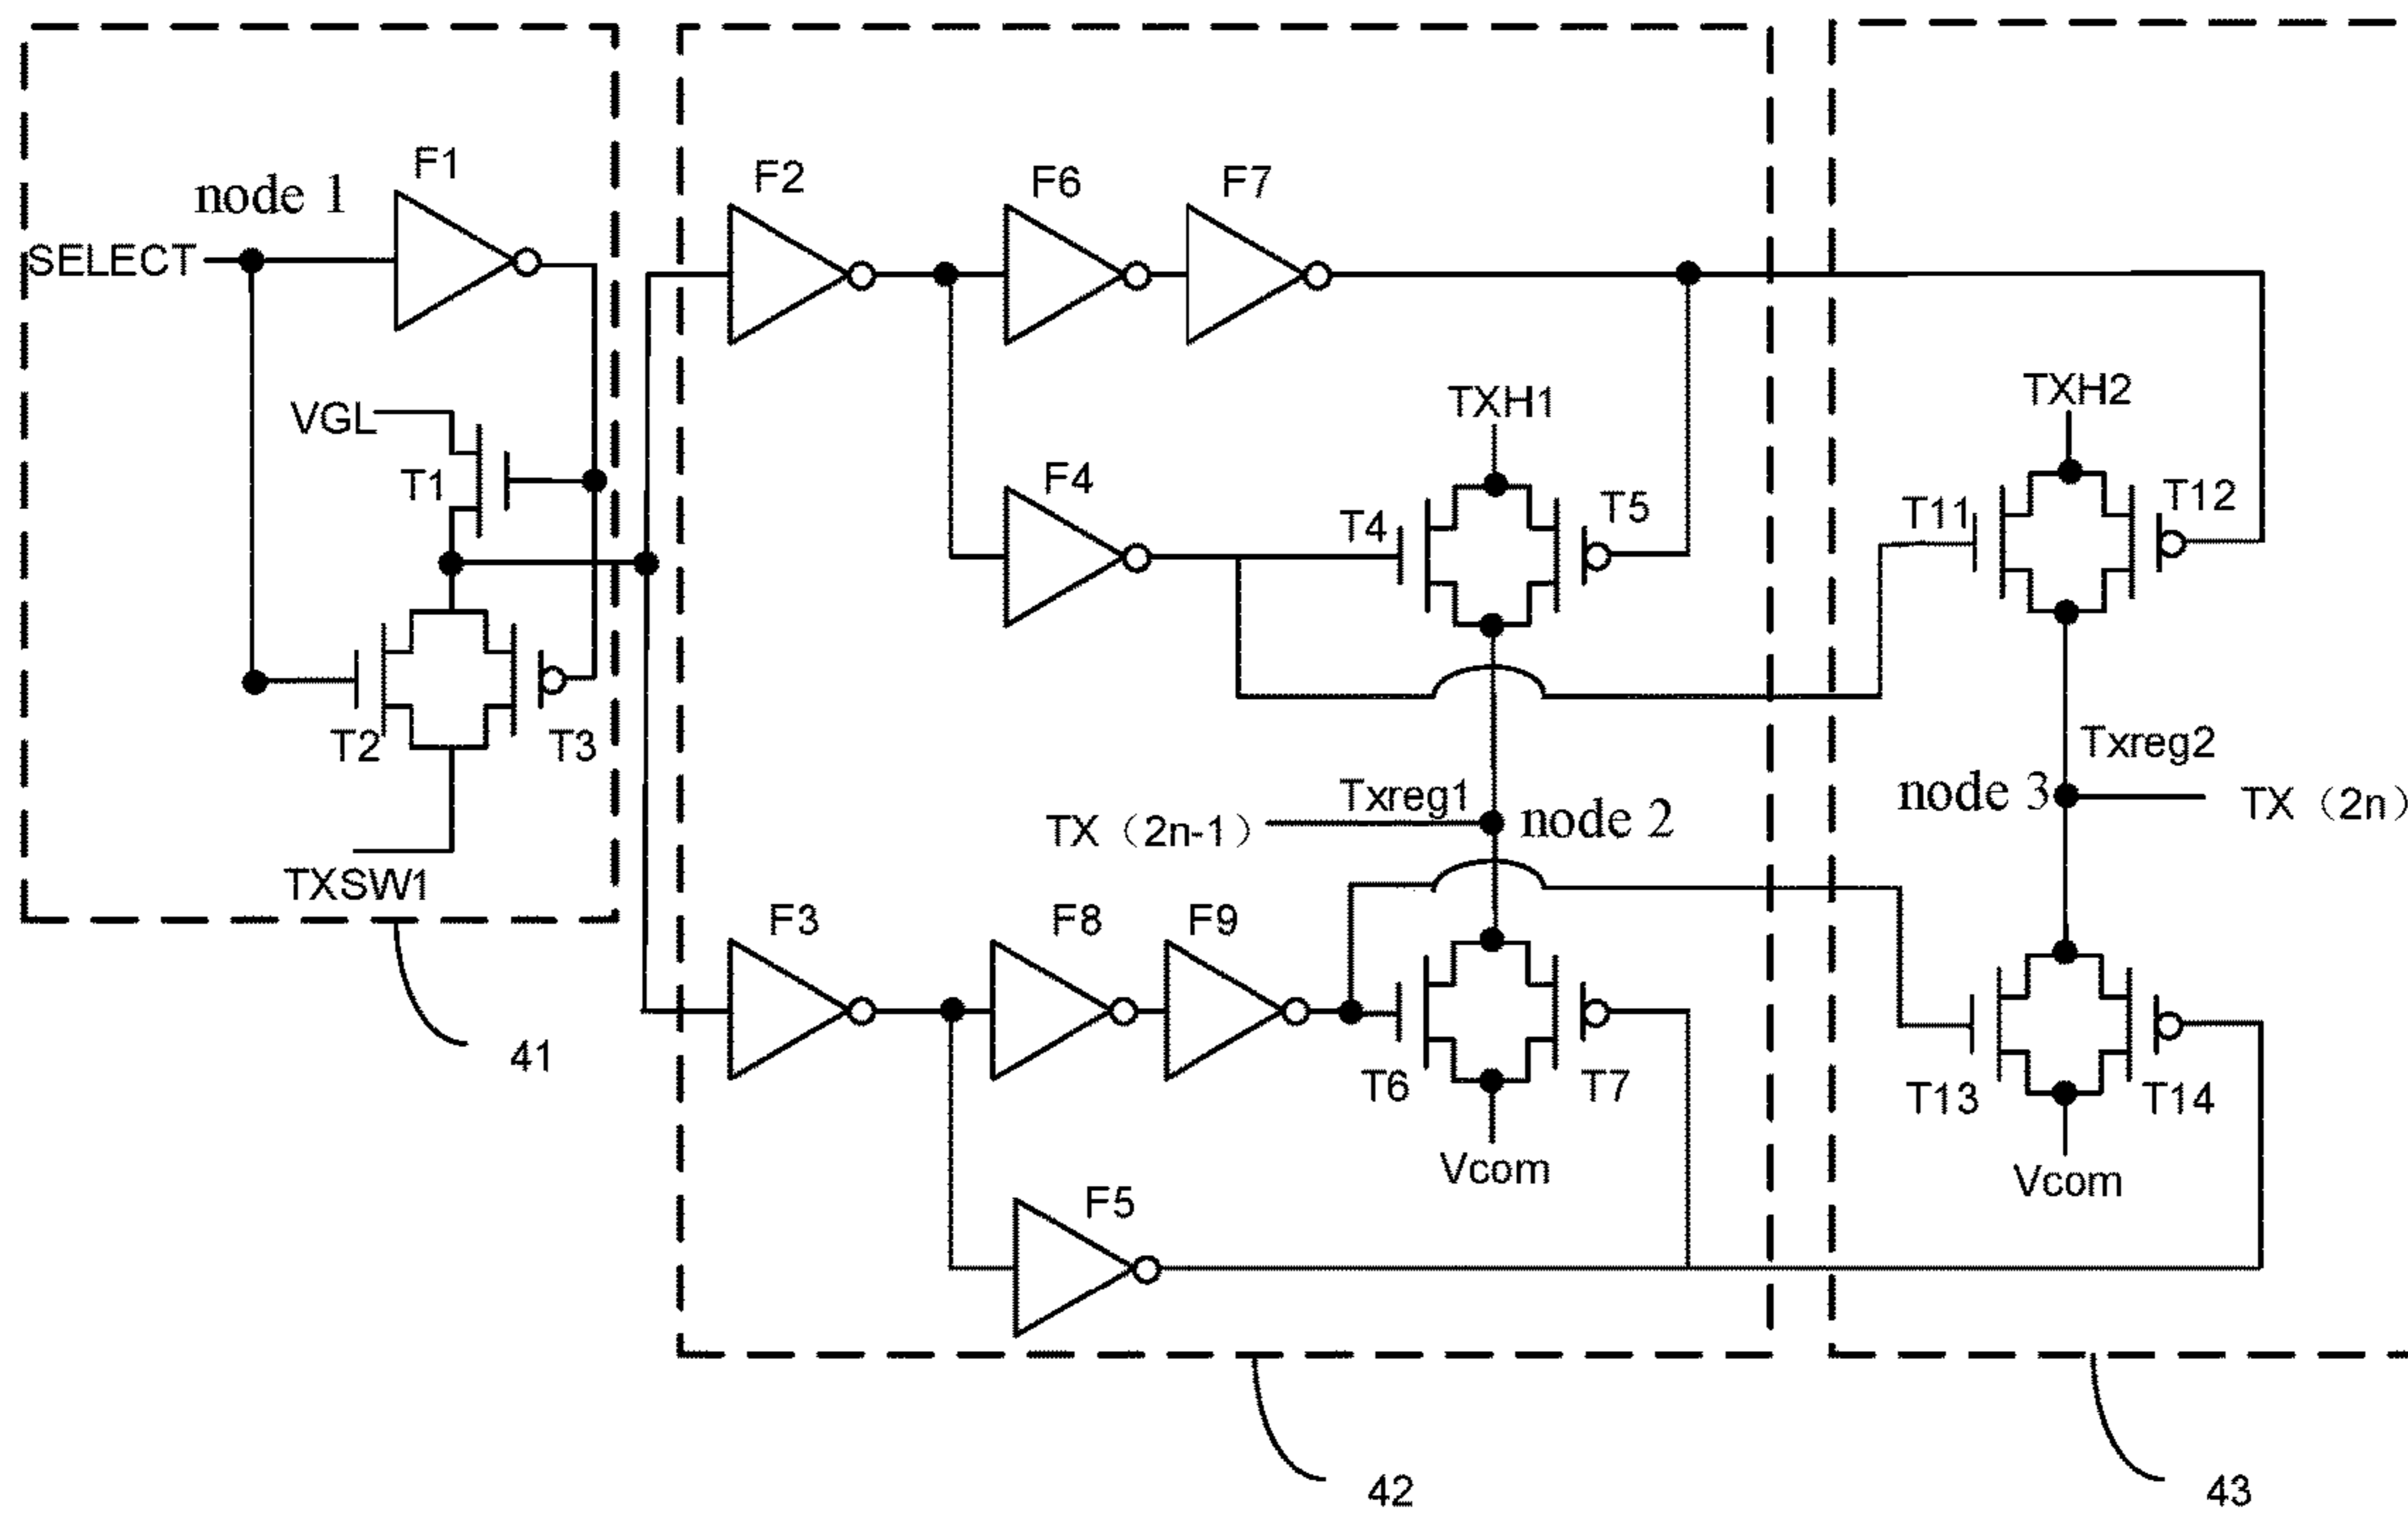 F1
F2
F6
F7
node 1
SELECT
TXH1
TXH2
VGL
T1
F4
T4
T5
T11
T12
T2
T3
Txreg1
TX（2n-1）
node 2
Txreg2
node 3
TX（2n）
TXSW1
F3
F8
F9
41
T6
T7
T13
T14
Vcom
Vcom
F5
42
43